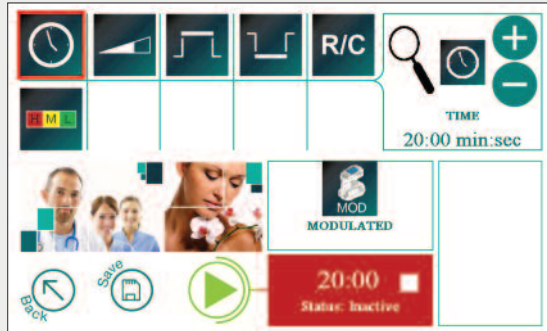 R/C
TIME
20:00 min:sec
H M L
MOD
MODULATED
Back
Save
20:00
Status: Inactive